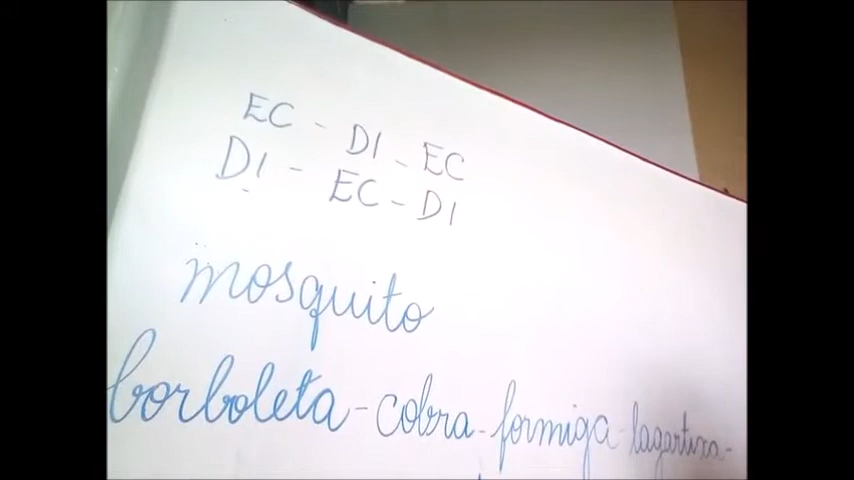 EC - DI - EC
DI - EC - DI
mosquito
borboleta - cobra - formiga - lagartixa -